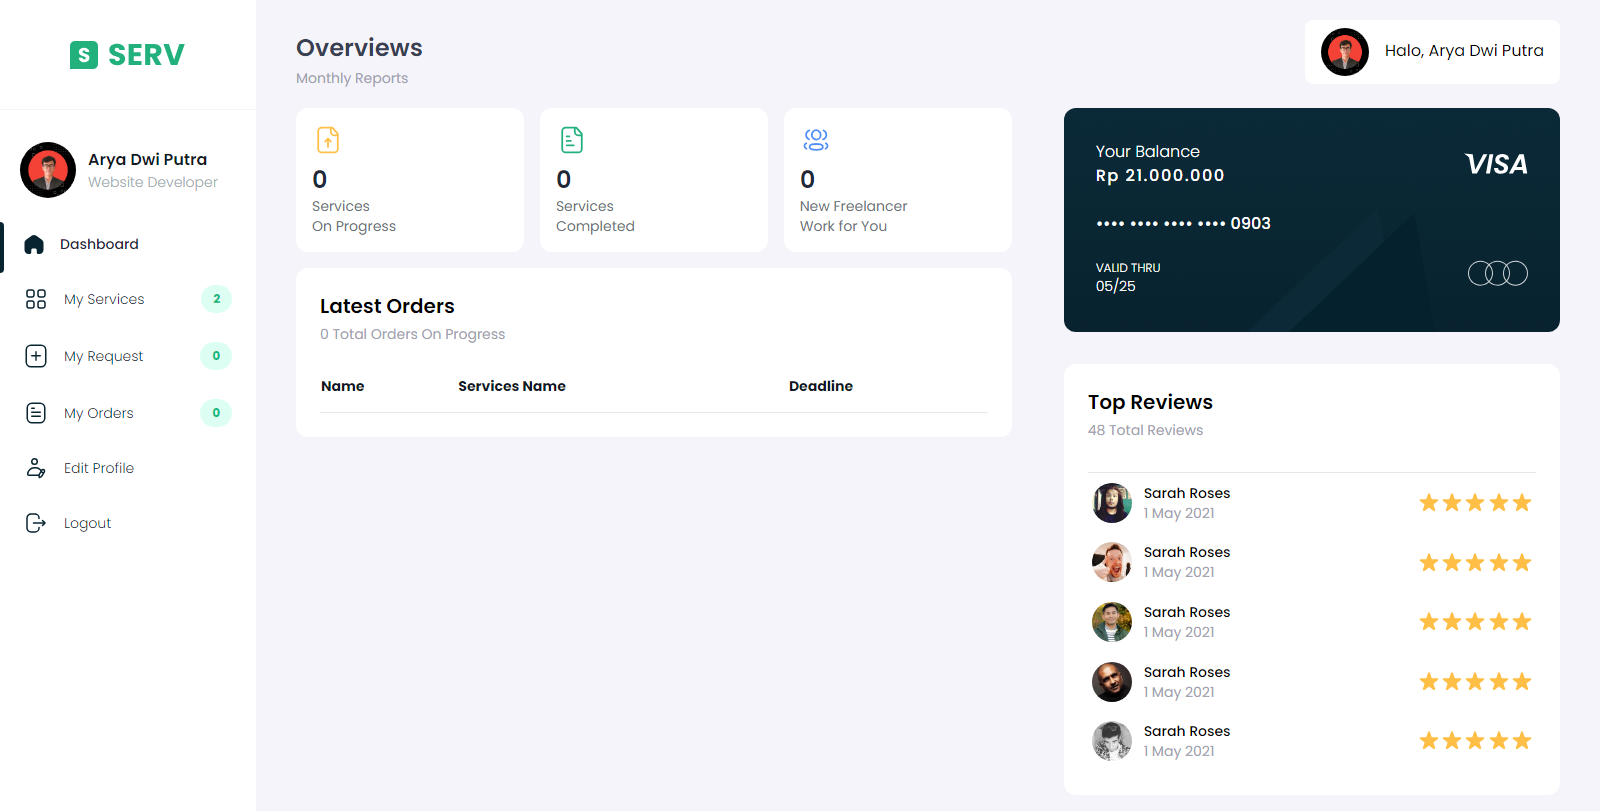 S SERV
Arya Dwi Putra
Website Developer
Dashboard
My Services 2
My Request 0
My Orders 0
Edit Profile
Logout
Overviews
Monthly Reports
Halo, Arya Dwi Putra
0
Services
On Progress
0
Services
Completed
0
New Freelancer
Work for You
Latest Orders
0 Total Orders On Progress
Name Services Name Deadline
Your Balance
Rp 21.000.000
VISA
•••• •••• •••• •••• 0903
VALID THRU
05/25
Top Reviews
48 Total Reviews
Sarah Roses
1 May 2021
Sarah Roses
1 May 2021
Sarah Roses
1 May 2021
Sarah Roses
1 May 2021
Sarah Roses
1 May 2021